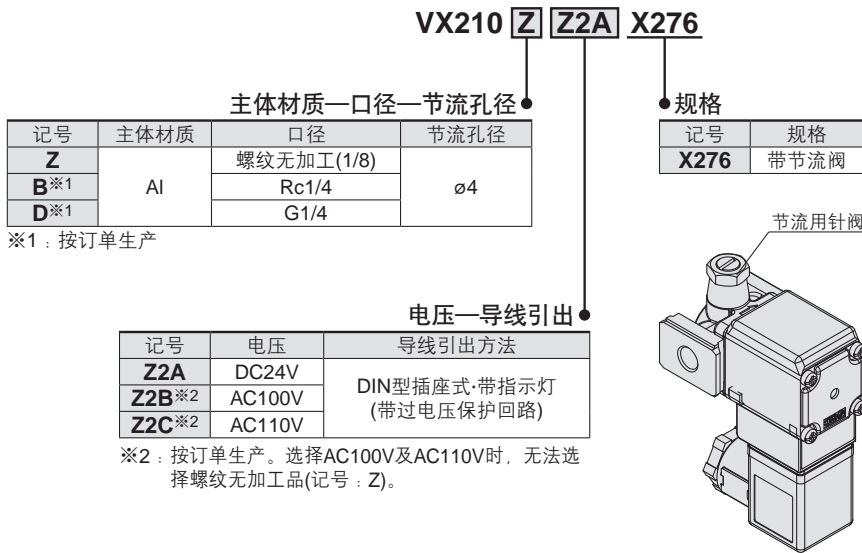 VX210 Z Z2A X276
主体材质—口径—节流孔径
记号 主体材质 口径 节流孔径
Z Al 螺纹无加工(1/8) ø4
B※1 Rc1/4
D※1 G1/4
※1：按订单生产
规格
记号 规格
X276 带节流阀
节流用针阀
电压—导线引出
记号 电压 导线引出方法
Z2A DC24V DIN型插座式·带指示灯
Z2B※2 AC100V (带过电压保护回路)
Z2C※2 AC110V
※2：按订单生产。选择AC100V及AC110V时，无法选
择螺纹无加工品(记号：Z)。